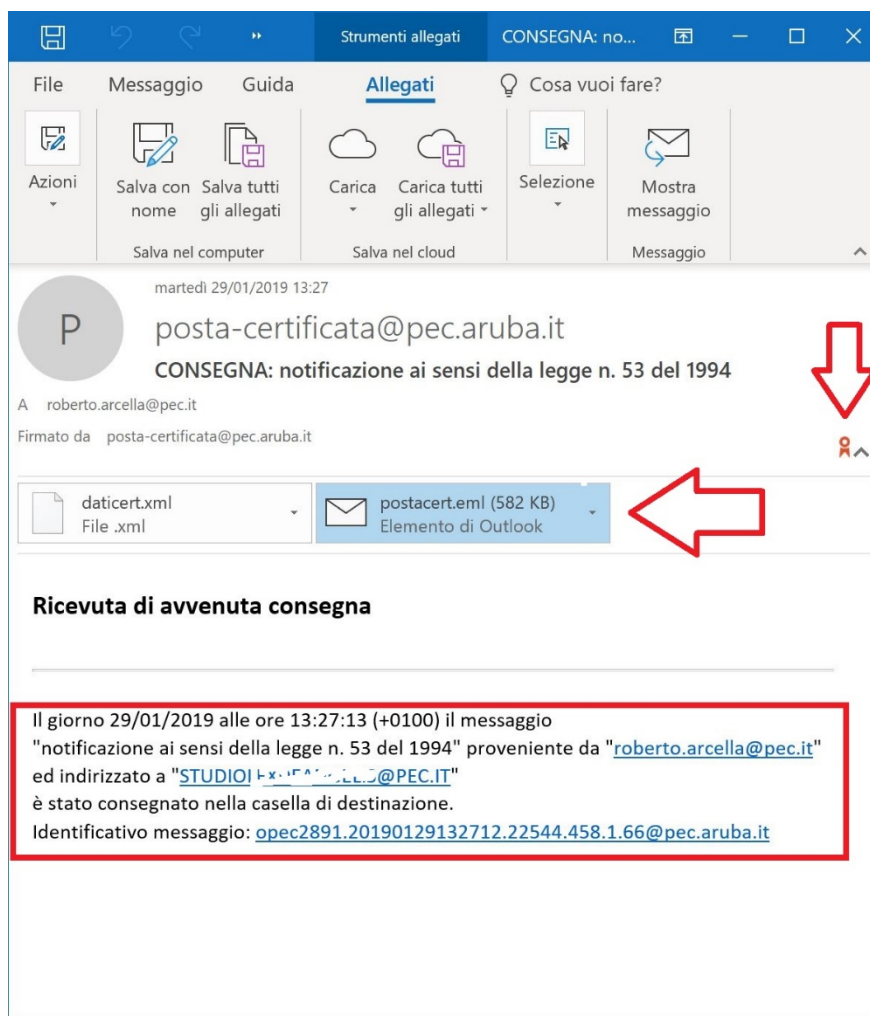 Strumenti allegati
CONSEGNA: no...
File Messaggio Guida Allegati Cosa vuoi fare?
Azioni
Salva con nome
Salva tutti gli allegati
Carica
Carica tutti gli allegati
Selezione
Mostra messaggio
Salva nel computer
Salva nel cloud
Messaggio
martedì 29/01/2019 13:27
P
posta-certificata@pec.aruba.it
CONSEGNA: notificazione ai sensi della legge n. 53 del 1994
A roberto.arcella@pec.it
Firmato da posta-certificata@pec.aruba.it
daticert.xml
File .xml
postacert.eml (582 KB)
Elemento di Outlook
Ricevuta di avvenuta consegna
Il giorno 29/01/2019 alle ore 13:27:13 (+0100) il messaggio
"notificazione ai sensi della legge n. 53 del 1994" proveniente da "roberto.arcella@pec.it"
ed indirizzato a "@PEC.IT"
è stato consegnato nella casella di destinazione.
Identificativo messaggio: opec2891.20190129132712.22544.458.1.66@pec.aruba.it